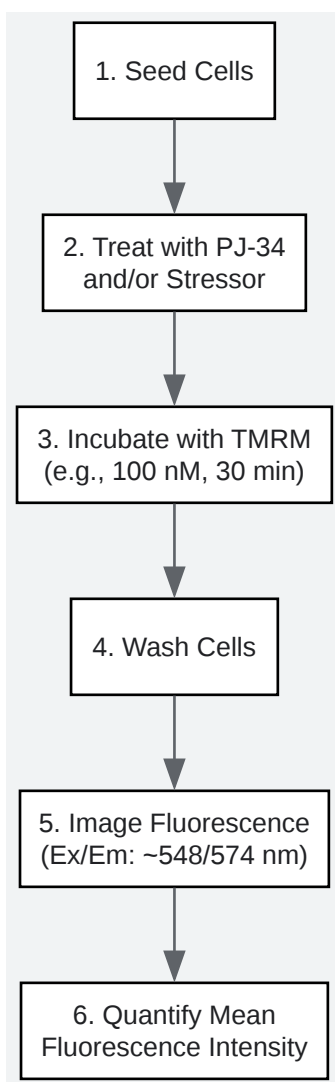 1. Seed Cells
2. Treat with PJ-34
and/or Stressor
3. Incubate with TMRM
(e.g., 100 nM, 30 min)
4. Wash Cells
5. Image Fluorescence
(Ex/Em: ~548/574 nm)
6. Quantify Mean
Fluorescence Intensity